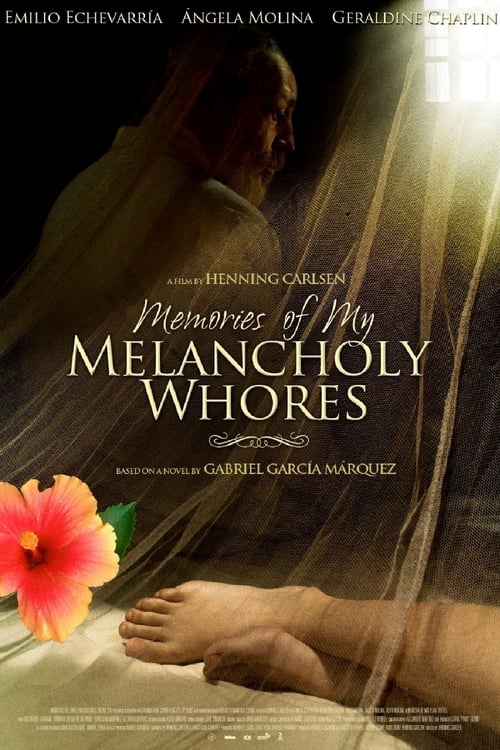 EMILIO ECHEVARRÍA ÁNGELA MOLINA GERALDINE CHAPLIN
A FILM BY HENNING CARLSEN
Memories of My
MELANCHOLY
WHORES
BASED ON A NOVEL BY GABRIEL GARCÍA MÁRQUEZ